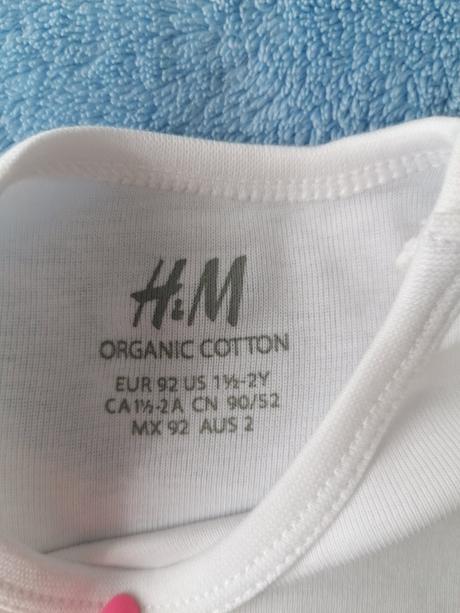 H&M
ORGANIC COTTON
EUR 92 US 1½-2Y
CA 1½-2A CN 90/52
MX 92 AUS 2